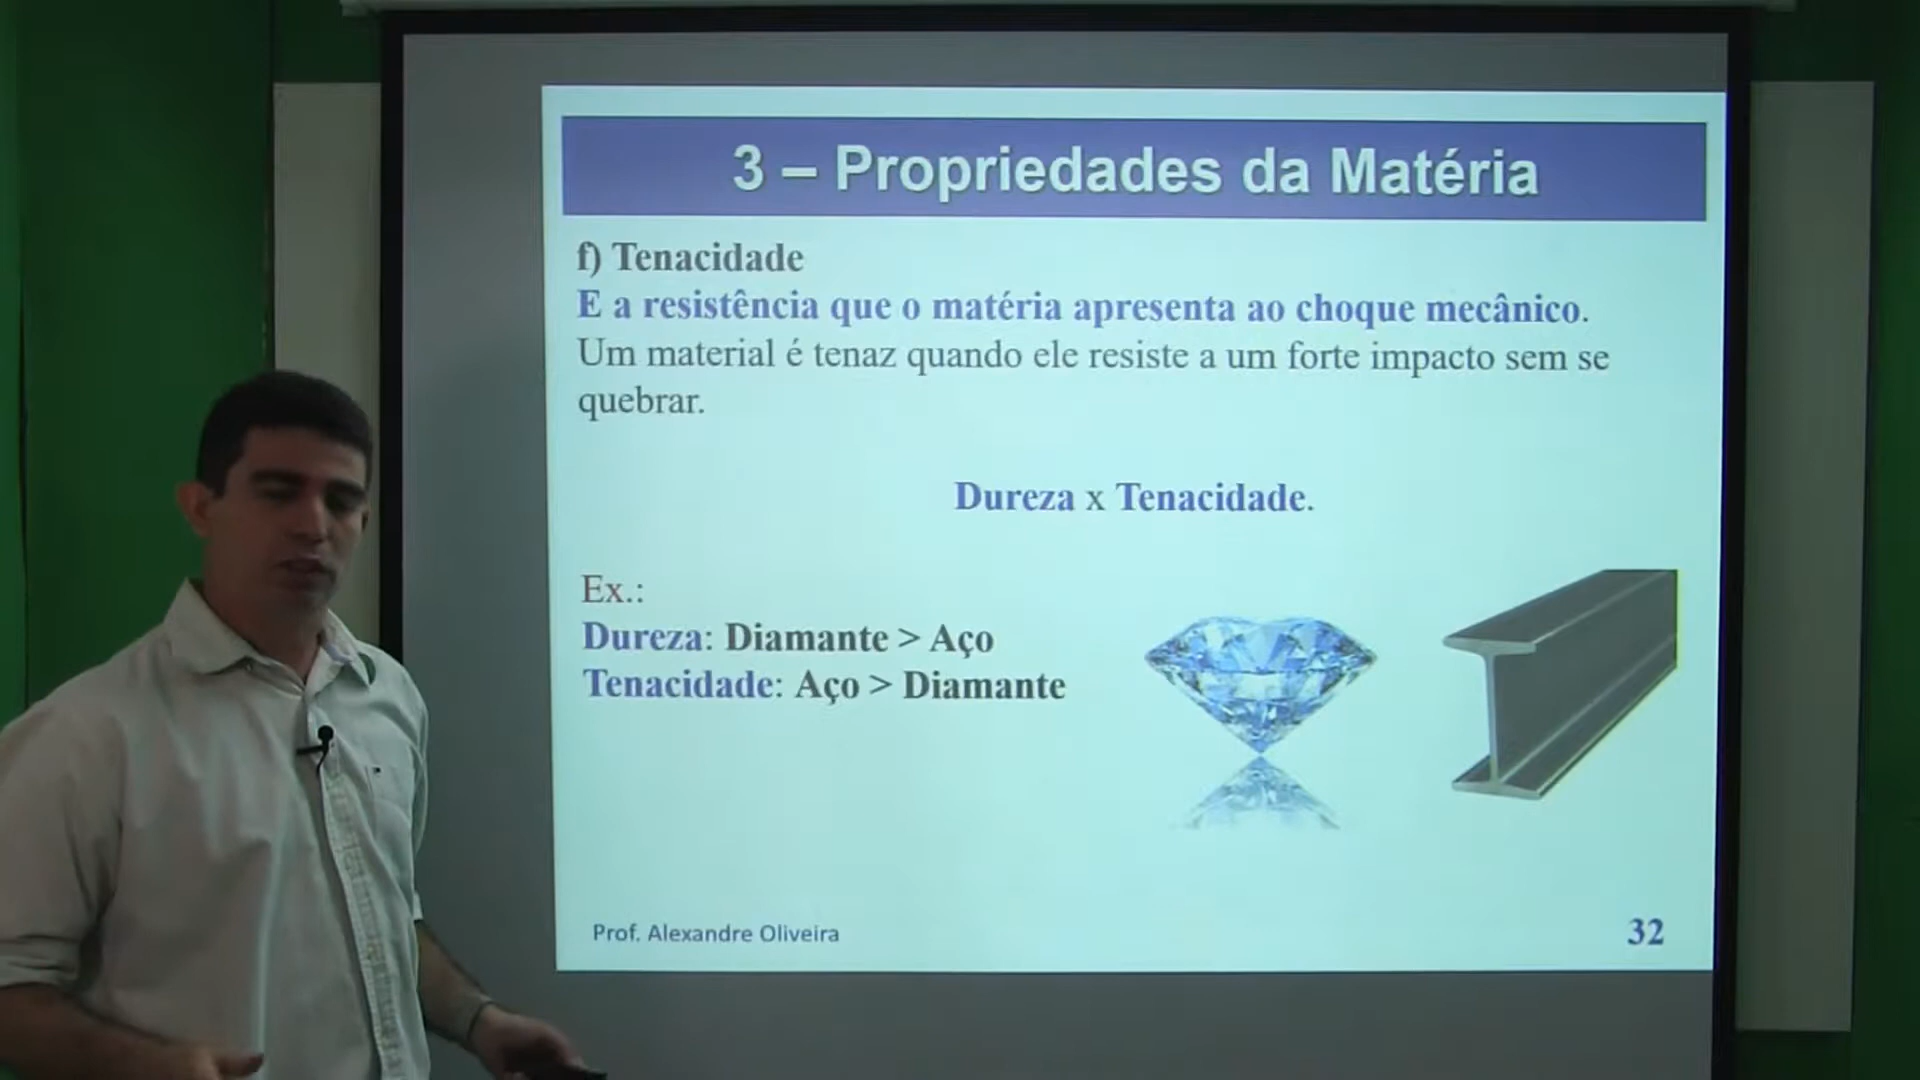 3 – Propriedades da Matéria
f) Tenacidade
E a resistência que o matéria apresenta ao choque mecânico.
Um material é tenaz quando ele resiste a um forte impacto sem se
quebrar.
Dureza x Tenacidade.
Ex.:
Dureza: Diamante > Aço
Tenacidade: Aço > Diamante
Prof. Alexandre Oliveira
32